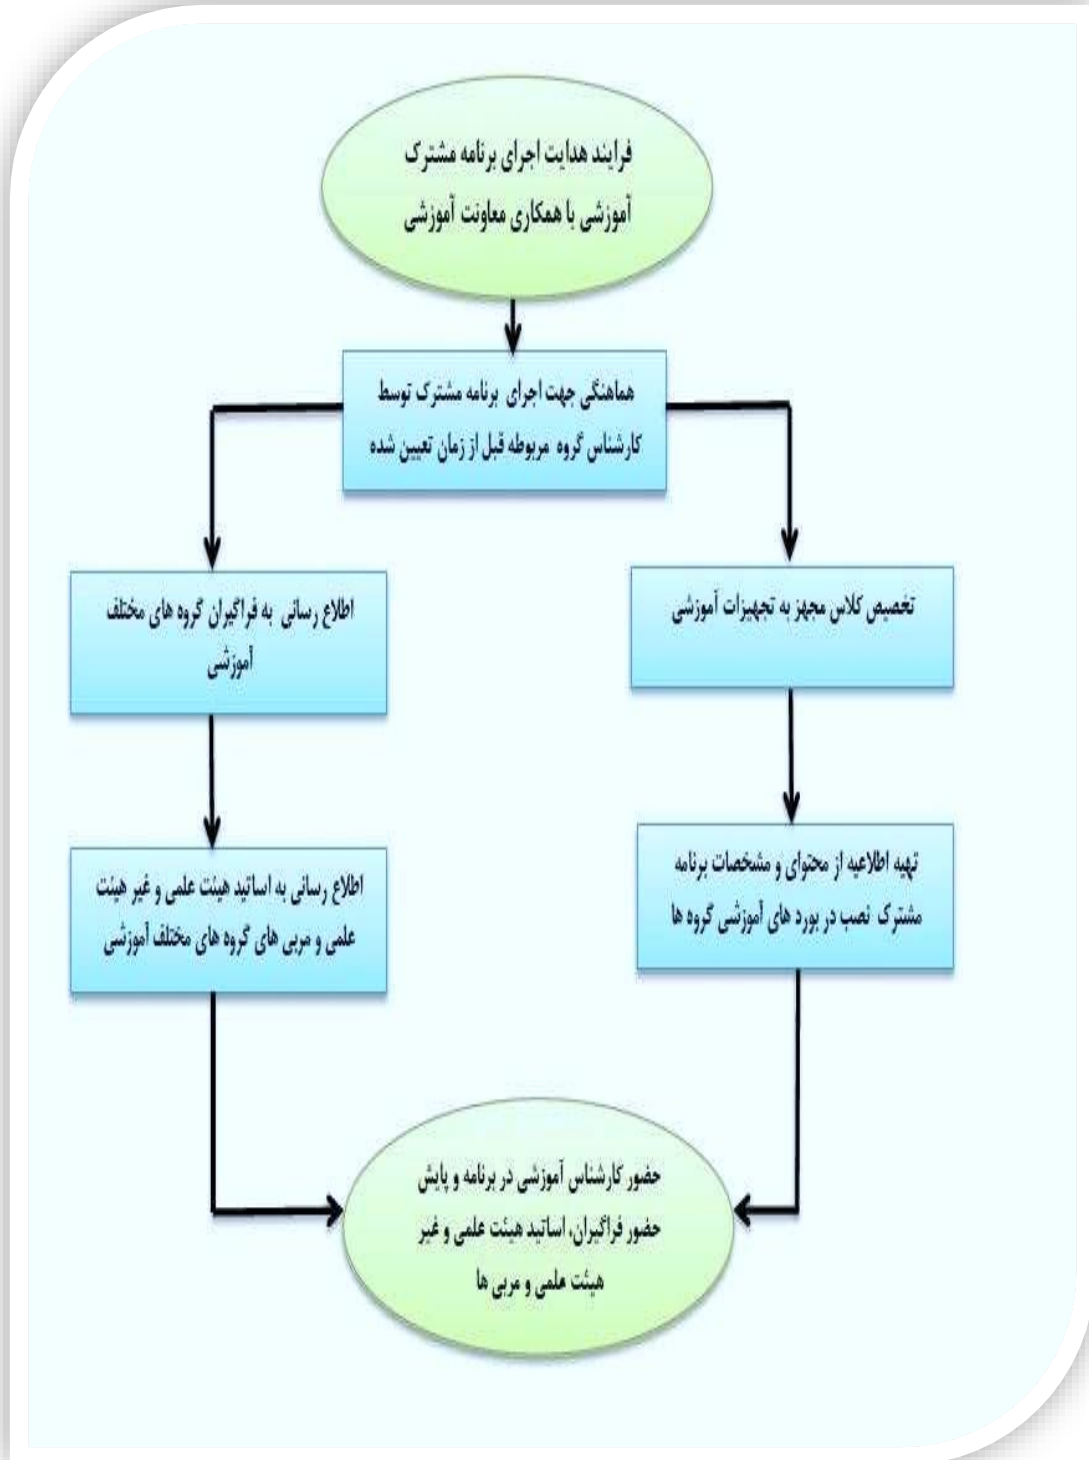 فرایند هدایت اجرای برنامه مشترک
آموزشی با همکاری معاونت آموزشی
هماهنگی جهت اجرای برنامه مشترک توسط
کارشناس گروه مربوطه قبل از زمان تعیین شده
تخصیص کلاس مجهز به تجهیزات آموزشی
اطلاع رسانی به فراگیران گروه های مختلف
آموزشی
تهیه اطلاعیه از محتوای و مشخصات برنامه
مشترک نصب در بورد های آموزشی گروه ها
اطلاع رسانی به اساتید هیئت علمی و غیر هیئت
علمی و مربی های گروه های مختلف آموزشی
حضور کارشناس آموزشی در برنامه و پایش
حضور فراگیران، اساتید هیئت علمی و غیر
هیئت علمی و مربی ها